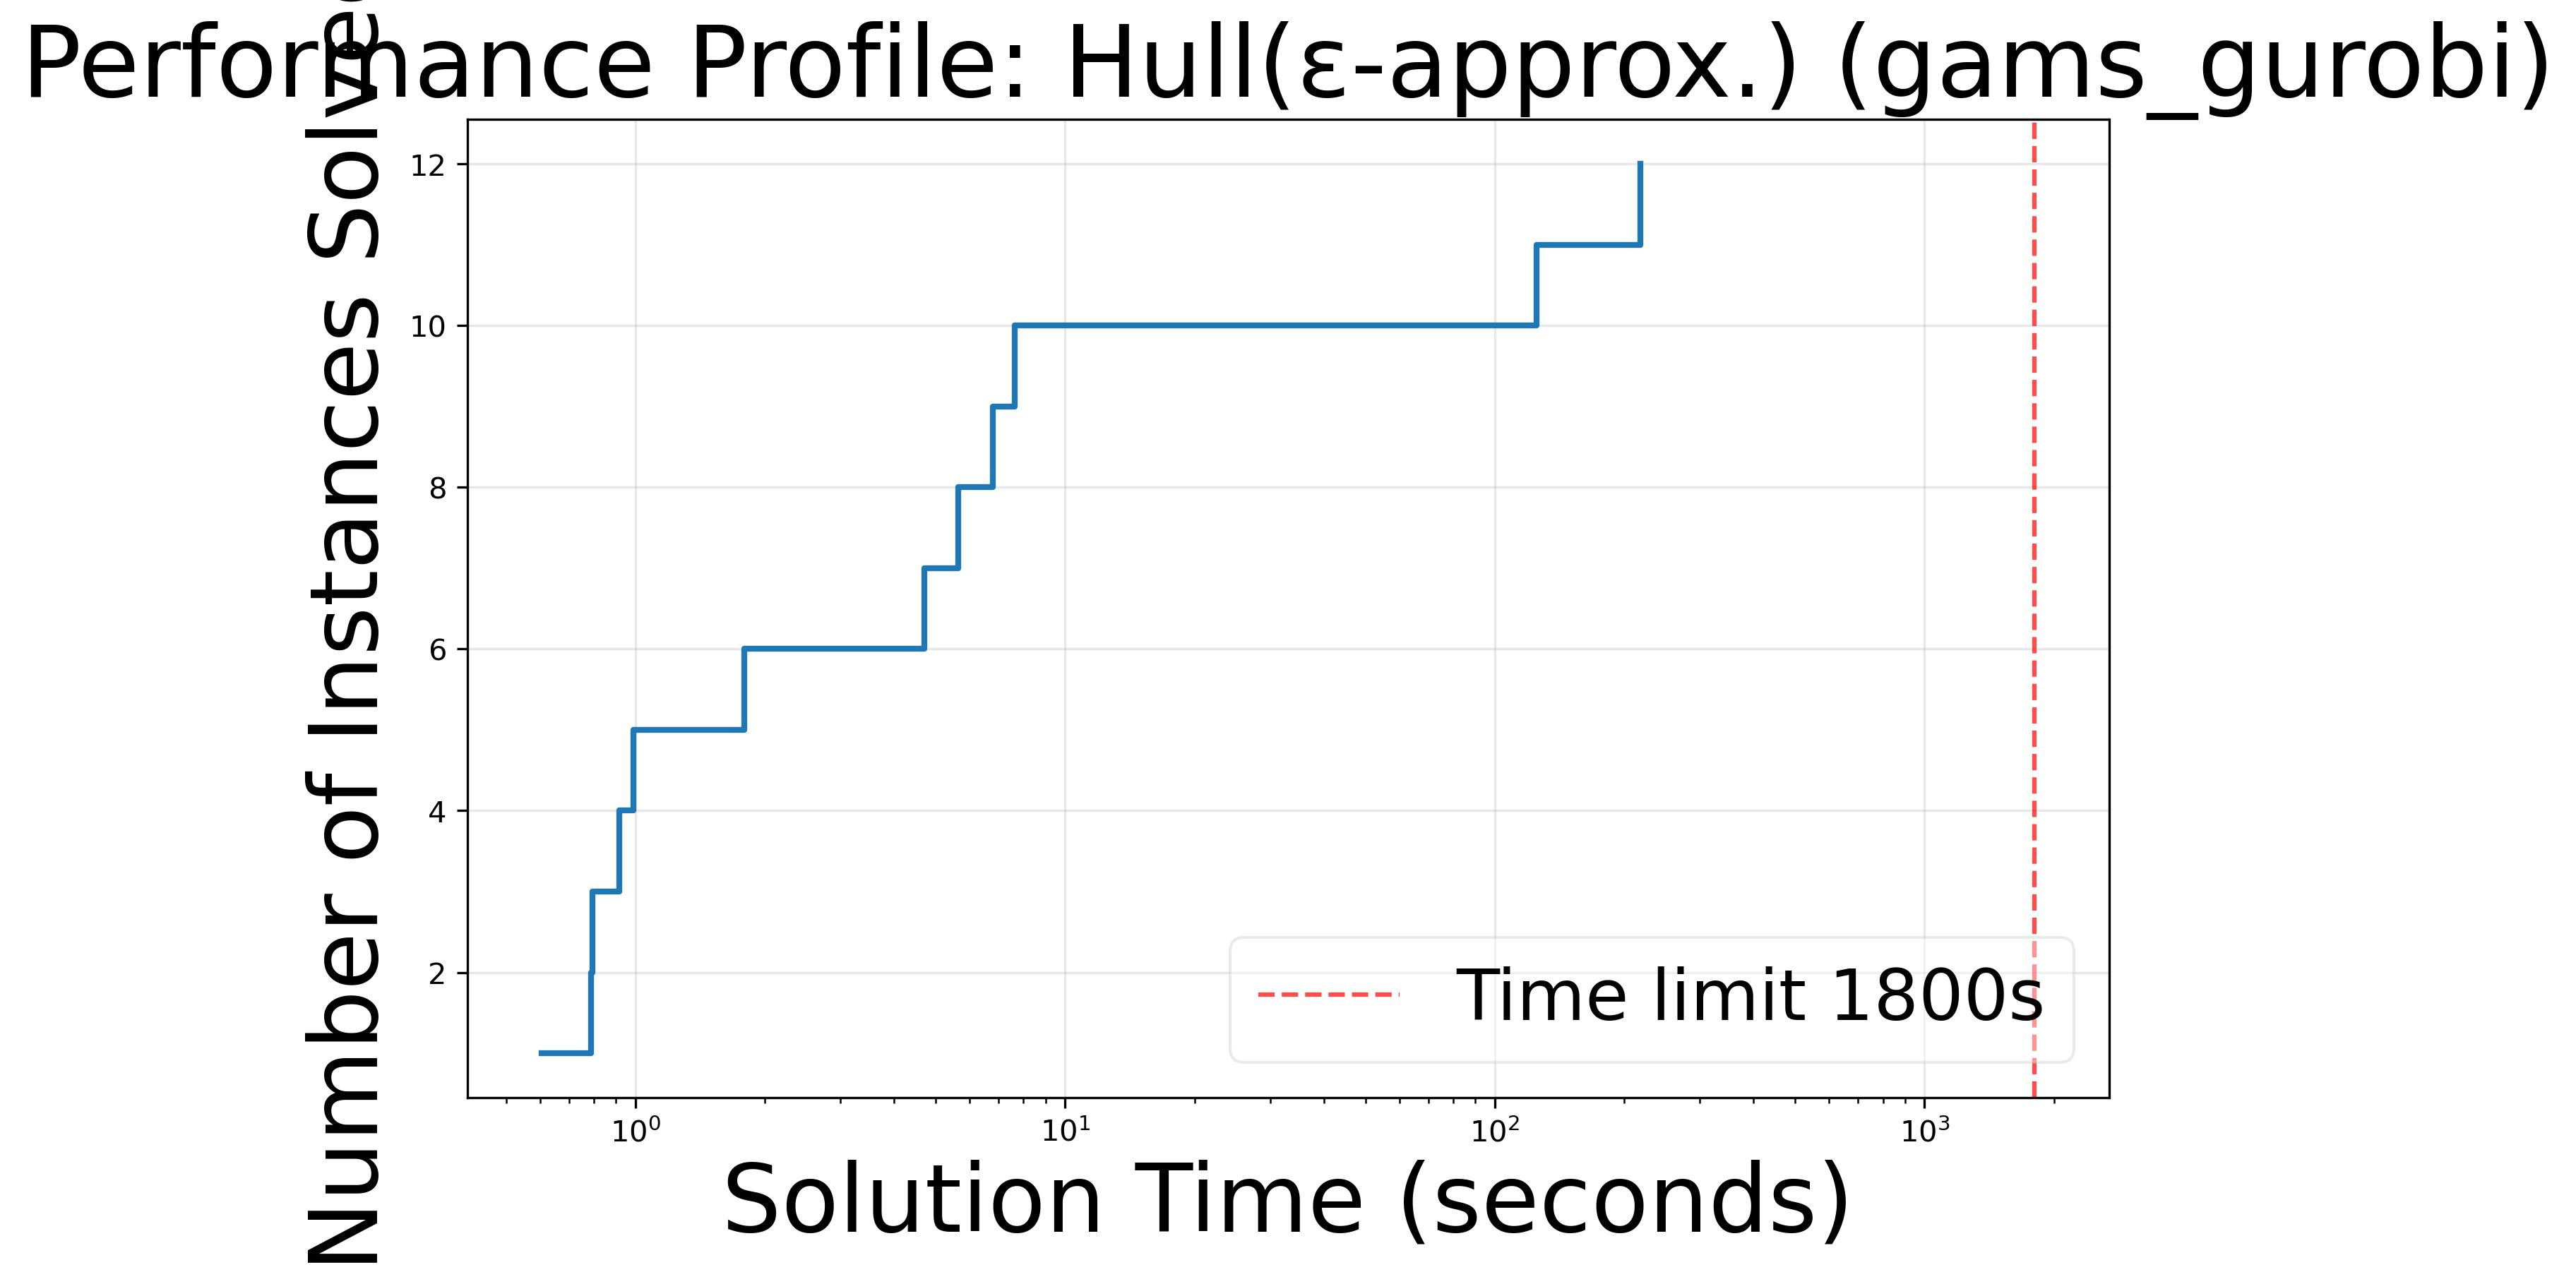 Performance Profile: Hull(ε-approx.) (gams_gurobi)
Number of Instances Solve
12
10
8
6
4
2
10⁰
10¹
10²
10³
Time limit 1800s
Solution Time (seconds)